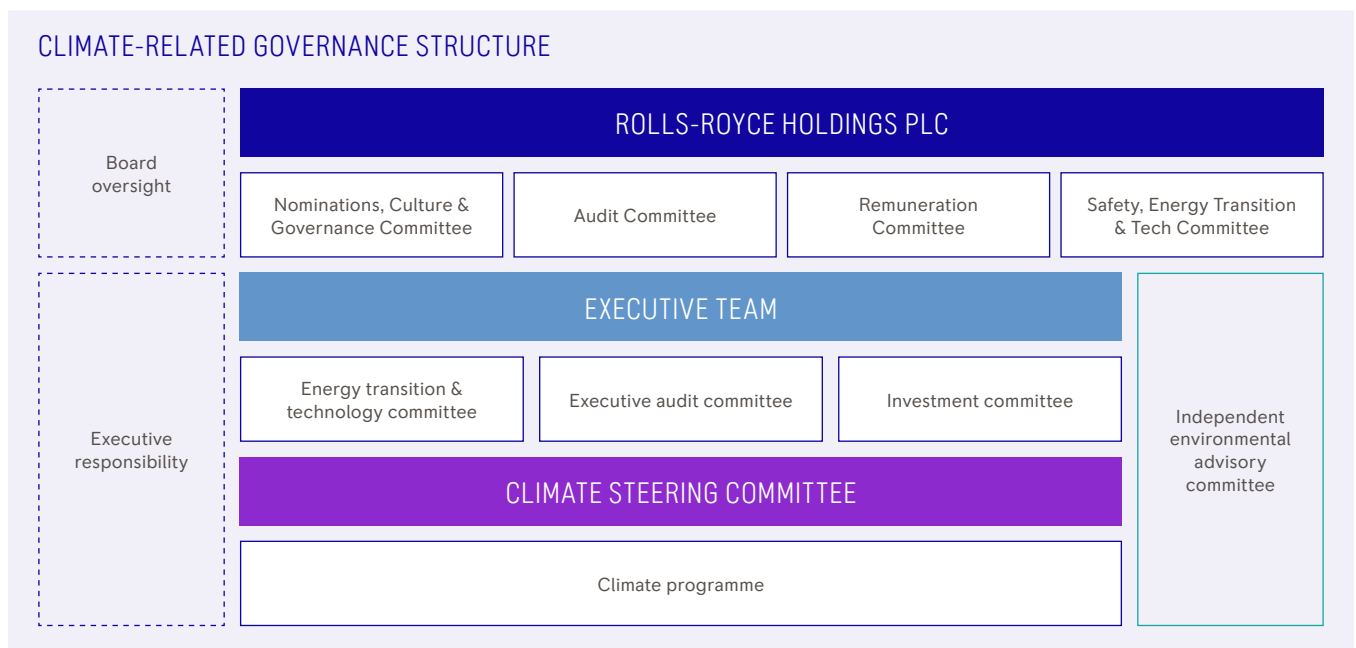 CLIMATE-RELATED GOVERNANCE STRUCTURE
Board
oversight
ROLLS-ROYCE HOLDINGS PLC
Nominations, Culture &
Governance Committee
Audit Committee
Remuneration
Committee
Safety, Energy Transition
& Tech Committee
Executive
responsibility
EXECUTIVE TEAM
Energy transition &
technology committee
Executive audit committee
Investment committee
CLIMATE STEERING COMMITTEE
Climate programme
Independent
environmental
advisory
committee